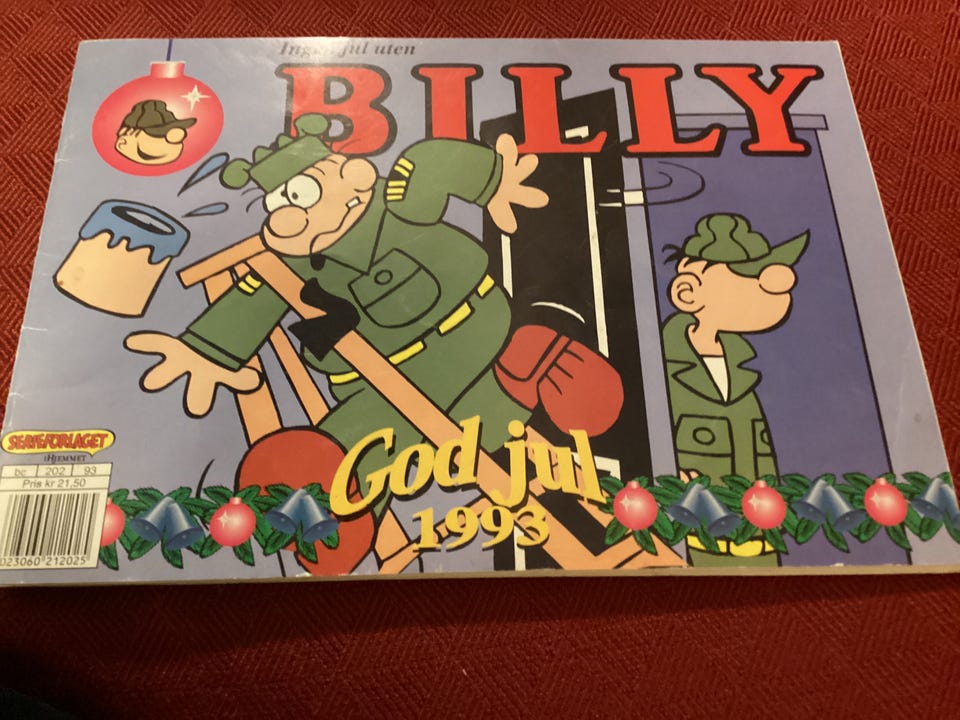 Ingen jul uten
BILLY
God jul
1993
SERIEFORLAGET
i HJEMMET
bc 202 93
Pris kr 21,50
023060 212025